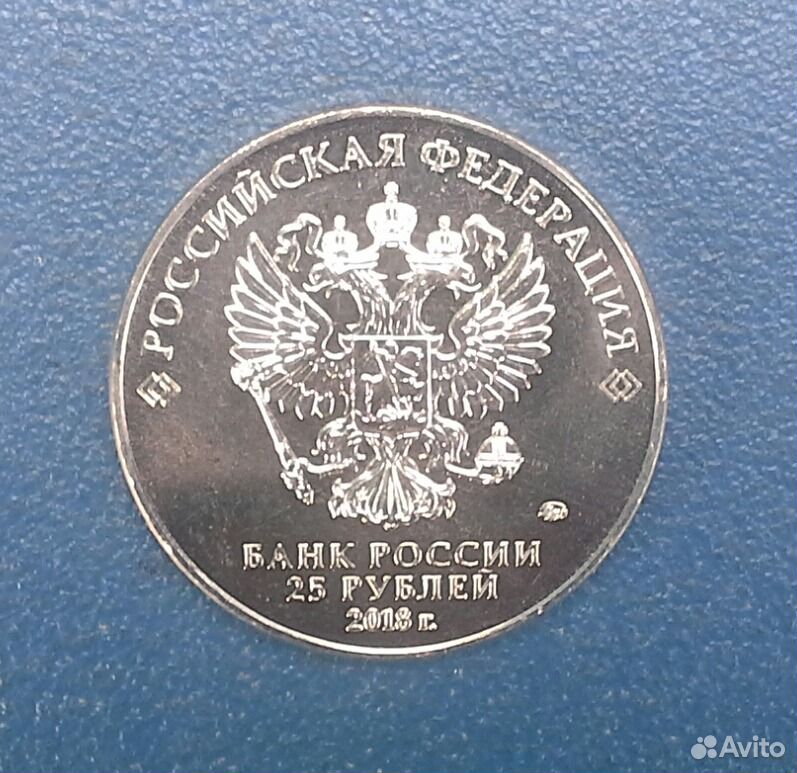 РОССИЙСКАЯ ФЕДЕРАЦИЯ
БАНК РОССИИ
25 РУБЛЕЙ
2018 г.
Avito